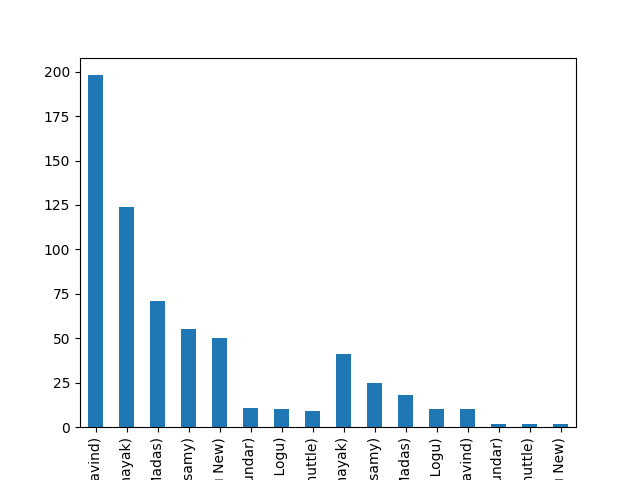 200
175
150
125
100
75
50
25
0
avind)
nayak)
Madas)
samy)
New)
undar)
Logu)
huttle)
nayak)
samy)
Madas)
Logu)
avind)
undar)
huttle)
New)